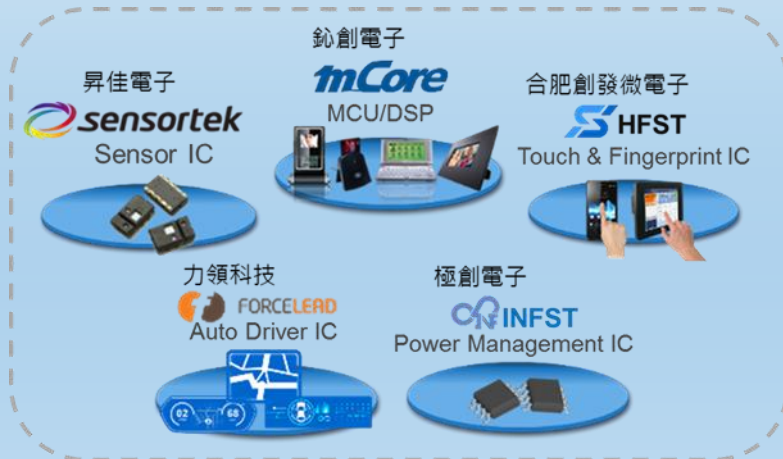 鈊創電子
mCore
MCU/DSP
昇佳電子
sensortek
Sensor IC
合肥創發微電子
HFST
Touch & Fingerprint IC
力領科技
FORCELEAD
Auto Driver IC
02
68
極創電子
INFST
Power Management IC